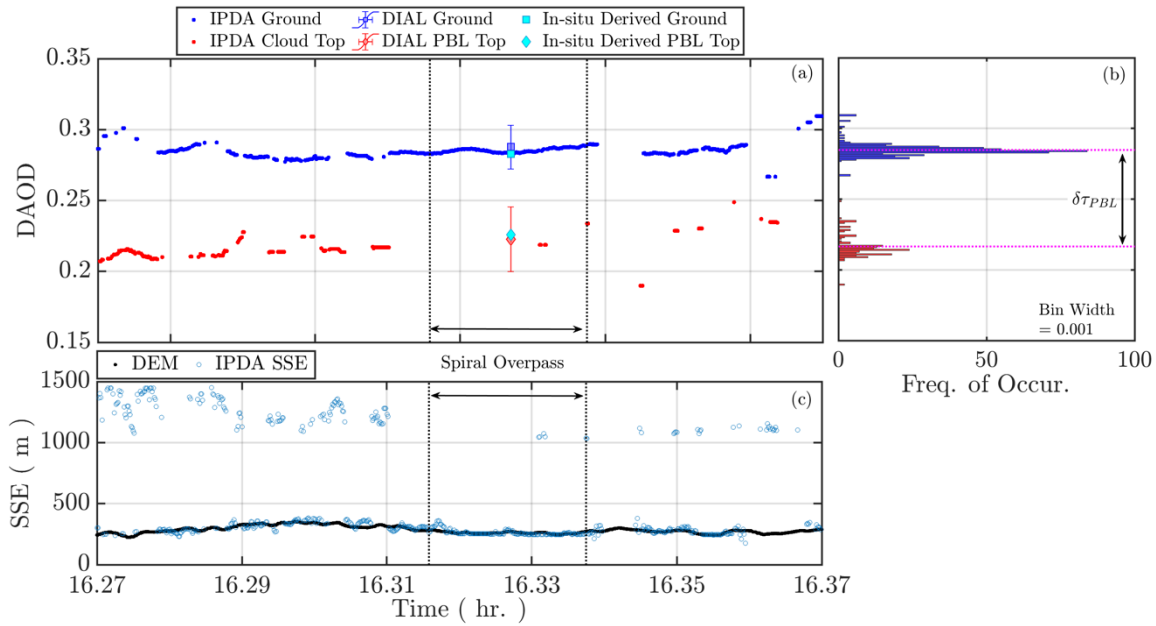 IPDA Ground DIAL Ground In-situ Derived Ground
IPDA Cloud Top DIAL PBL Top In-situ Derived PBL Top
0.35
0.3
0.25
0.2
0.15
DAOD
(a)
(b)
δτPBL
Bin Width
= 0.001
0 50 100
Freq. of Occur.
DEM IPDA SSE
Spiral Overpass
1500
1000
500
0
SSE ( m )
(c)
16.27 16.29 16.31 16.33 16.35 16.37
Time ( hr. )